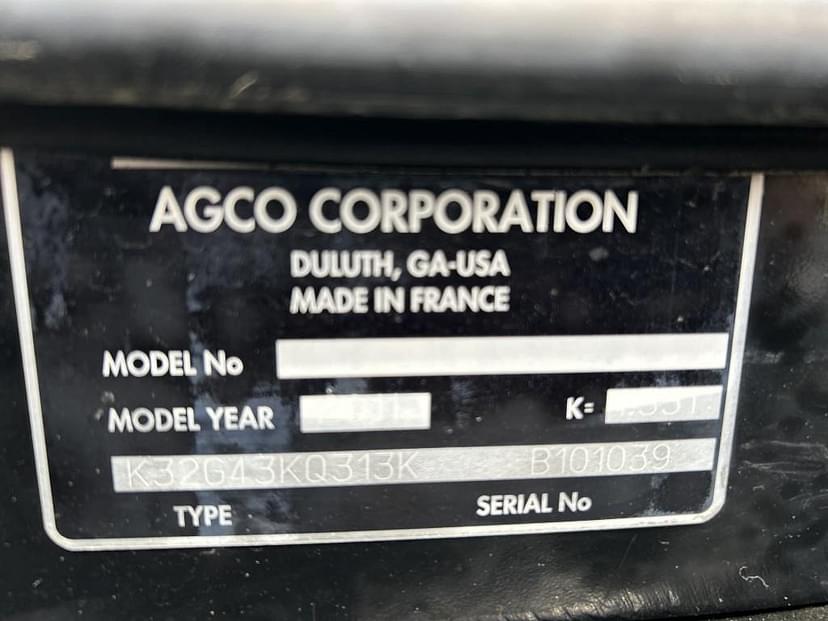 AGCO CORPORATION
DULUTH, GA-USA
MADE IN FRANCE
MODEL No
MODEL YEAR K=
K32G43KQ313K B101039
TYPE SERIAL No